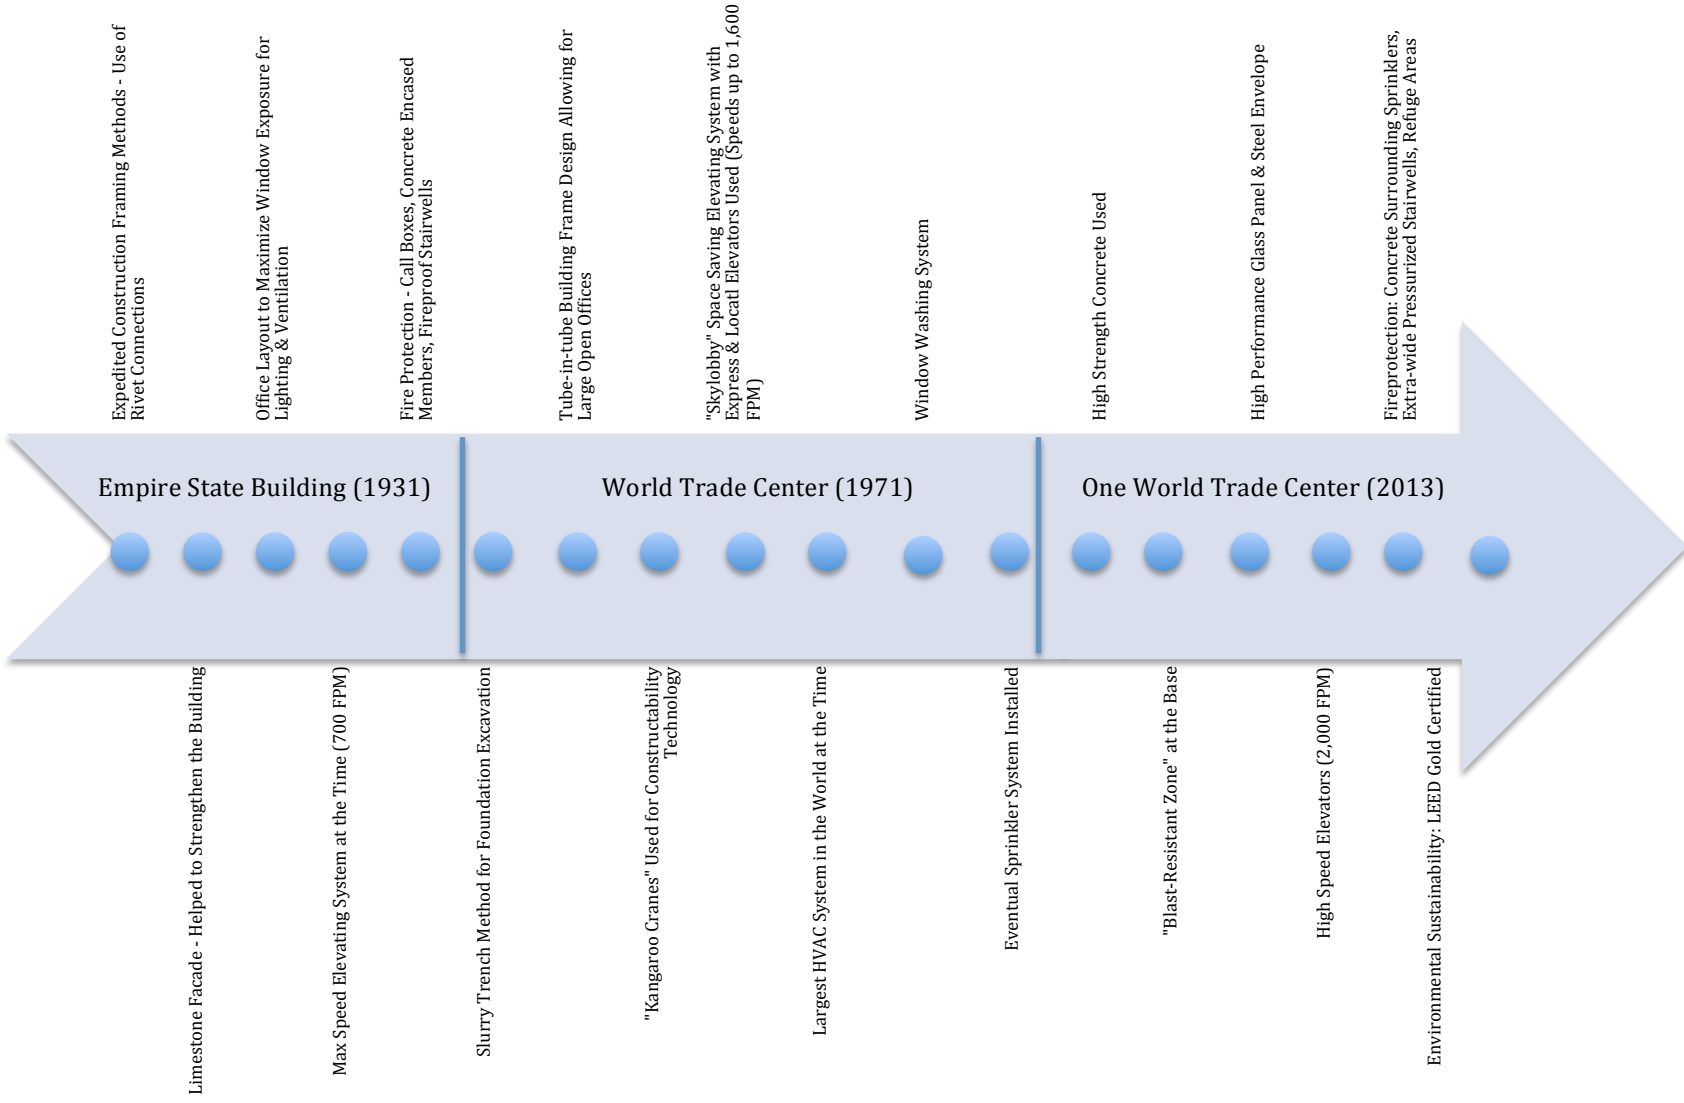 Expedited Construction Framing Methods - Use of
Rivet Connections
Office Layout to Maximize Window Exposure for
Lighting & Ventilation
Fire Protection - Call Boxes, Concrete Encased
Members, Fireproof Stairwells
Tube-in-tube Building Frame Design Allowing for
Large Open Offices
"Skylobby" Space Saving Elevating System with
Express & Locatl Elevators Used (Speeds up to 1,600
FPM)
Window Washing System
High Strength Concrete Used
High Performance Glass Panel & Steel Envelope
Fireprotection: Concrete Surrounding Sprinklers,
Extra-wide Pressurized Stairwells, Refuge Areas
Empire State Building (1931)
World Trade Center (1971)
One World Trade Center (2013)
Limestone Facade - Helped to Strengthen the Building
Max Speed Elevating System at the Time (700 FPM)
Slurry Trench Method for Foundation Excavation
"Kangaroo Cranes" Used for Constructability
Technology
Largest HVAC System in the World at the Time
Eventual Sprinkler System Installed
"Blast-Resistant Zone" at the Base
High Speed Elevators (2,000 FPM)
Environmental Sustainability: LEED Gold Certified